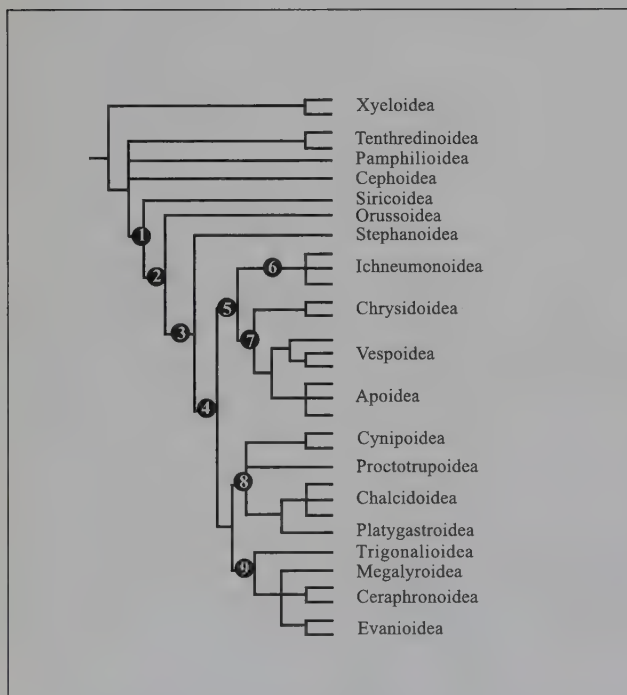 Xyeloidea
Tenthredinoidea
Pamphilioidea
Cephoidea
Siricoidea
1
Orussoidea
Stephanoidea
2
6 Ichneumonoidea
5
Chrysidoidea
3
7
Vespoidea
Apoidea
4
Cynipoidea
Proctotrupoidea
8
Chalcidoidea
Platygastroidea
Trigonalioidea
9 Megalyroidea
Ceraphronoidea
Evanioidea